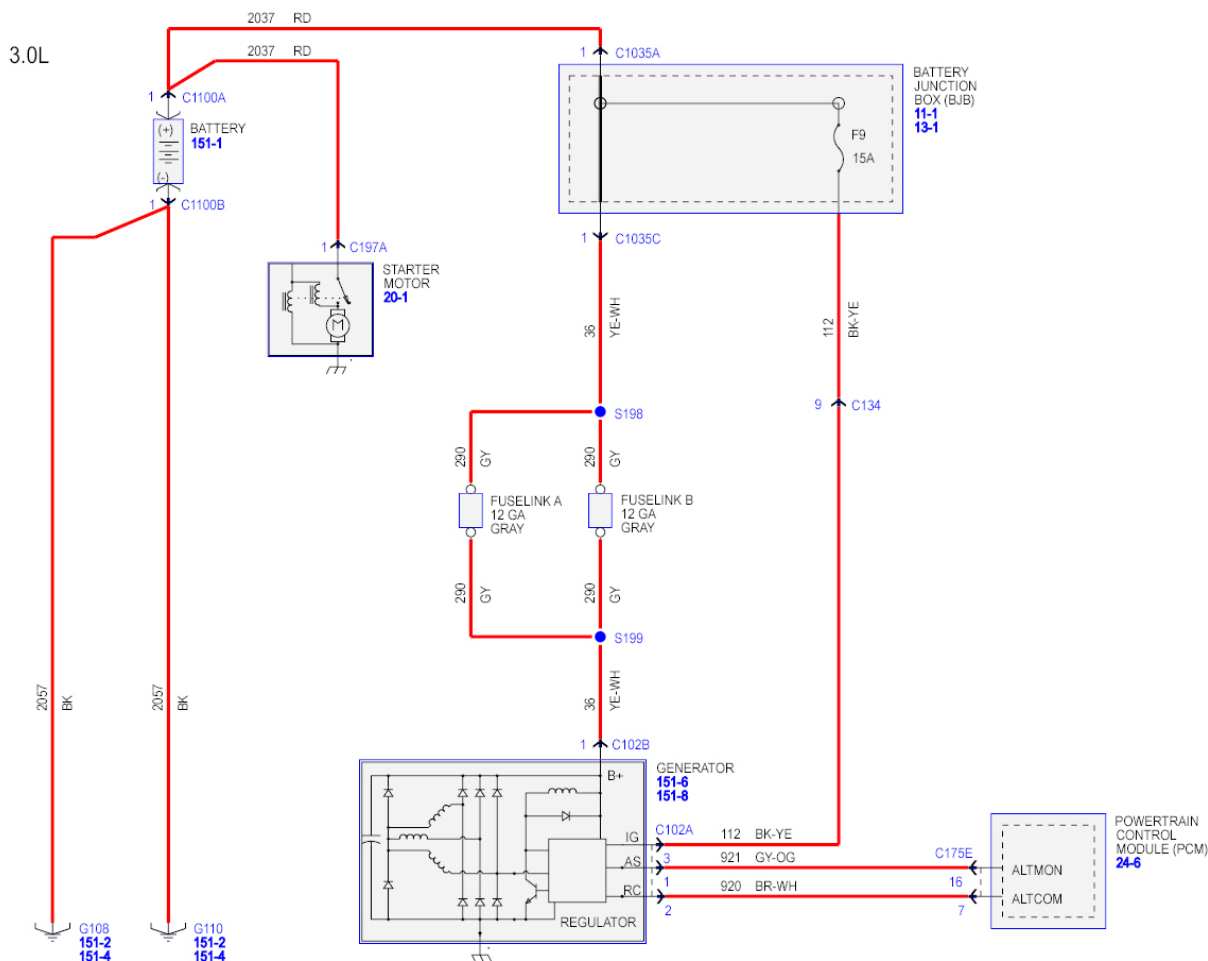 3.0L
2037 RD
2037 RD
1 C1035A
BATTERY
JUNCTION
BOX (BJB)
11-1
13-1
1 C1100A
(+)
BATTERY
151-1
(-)
1 C1100B
F9
15A
1 C1035C
1 C197A
STARTER
MOTOR
20-1
M
36
YE-WH
112
BK-YE
9 C134
S198
290
GY
290
GY
FUSELINK A
12 GA
GRAY
FUSELINK B
12 GA
GRAY
290
GY
290
GY
S199
36
YE-WH
2057
BK
2057
BK
1 C102B
B+
GENERATOR
151-6
151-8
IG
C102A
112 BK-YE
AS
3
921 GY-OG
C175E
RC
1
920 BR-WH
16
2
7
REGULATOR
ALTMON
ALTCOM
POWERTRAIN
CONTROL
MODULE (PCM)
24-6
G108
151-2
151-4
G110
151-2
151-4